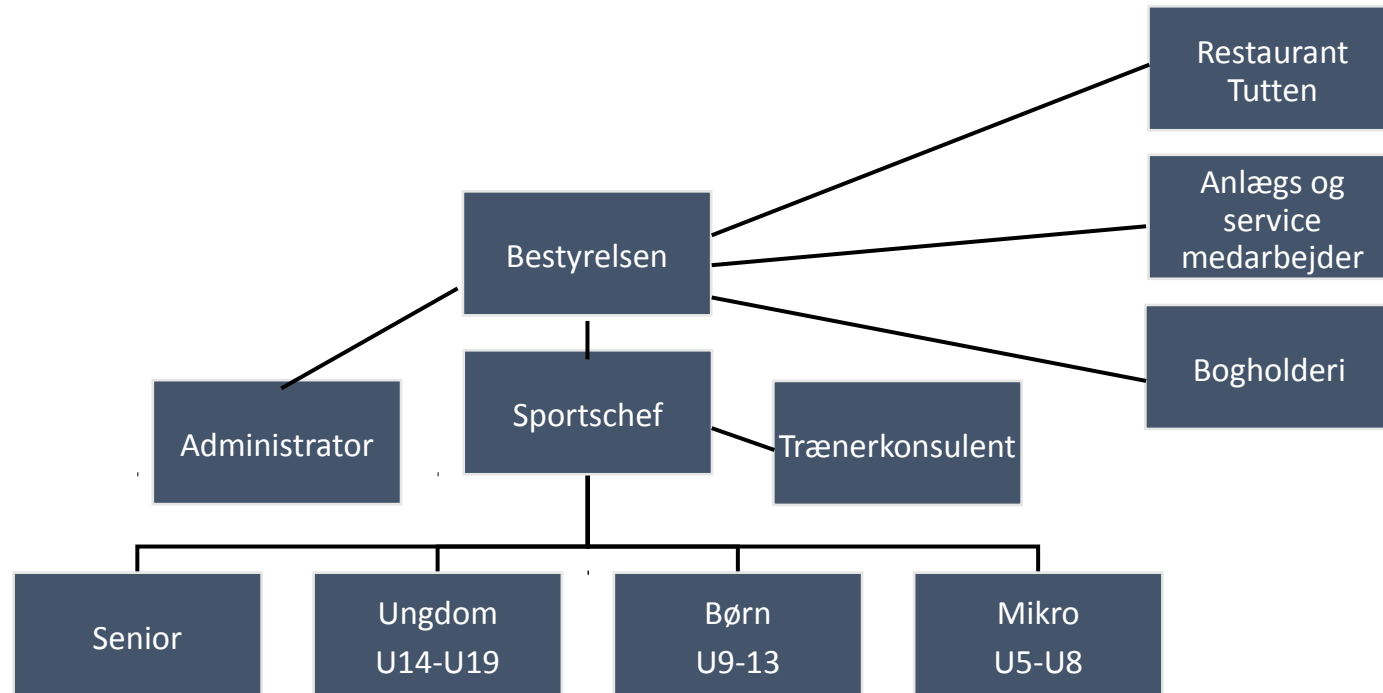 Restaurant
Tutten
Anlægs og
service
medarbejder
Bestyrelsen
Bogholderi
Sportschef
Administrator
Trænerkonsulent
Senior
Ungdom
U14-U19
Børn
U9-13
Mikro
U5-U8